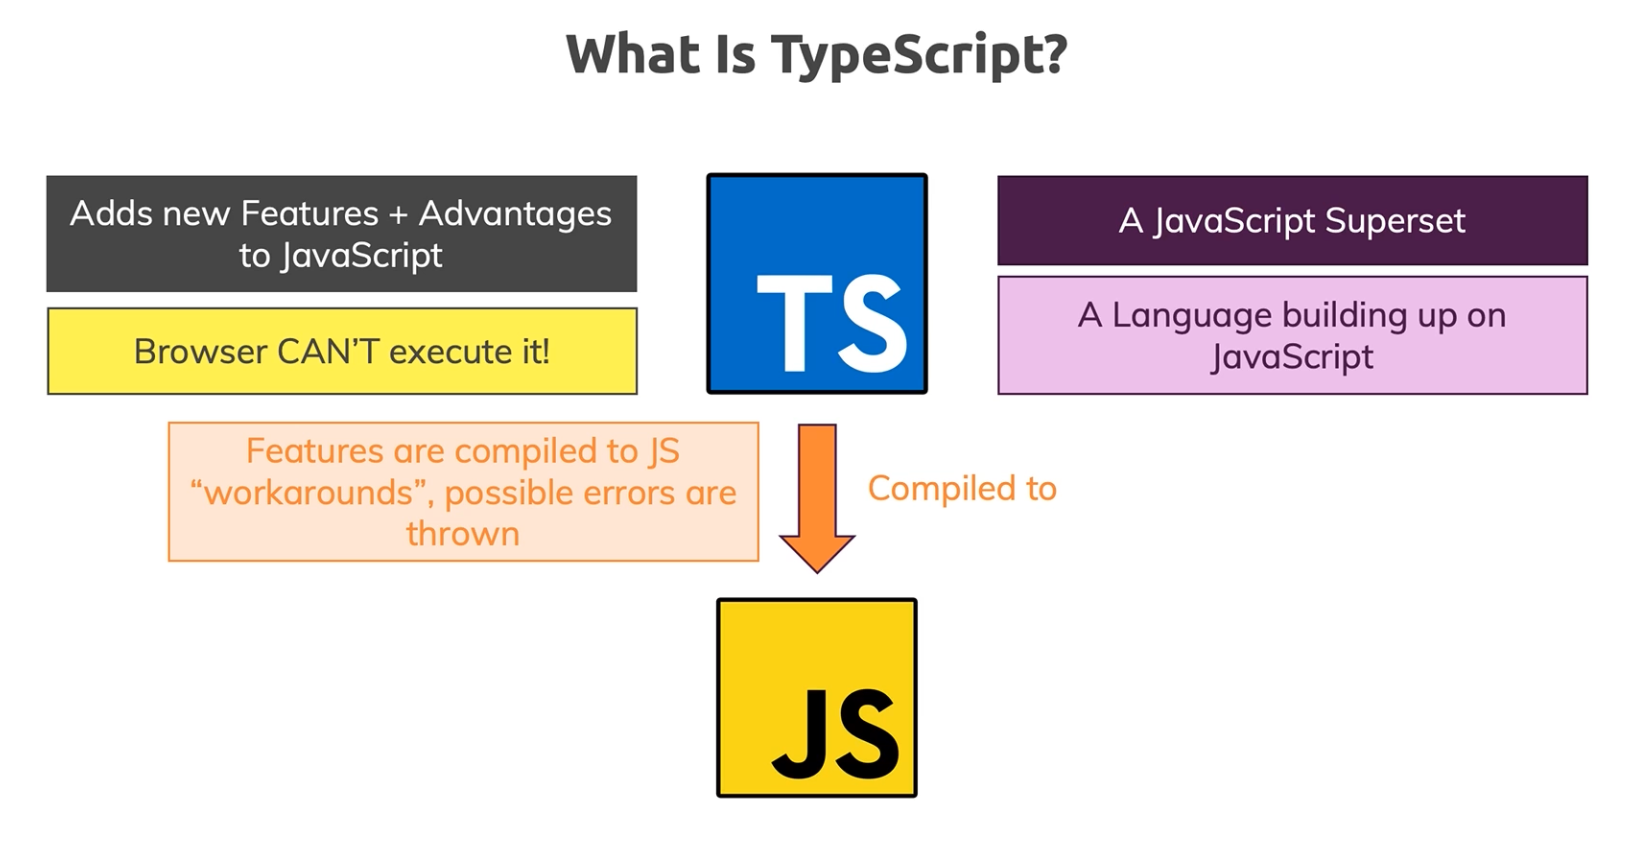 What Is TypeScript?
Adds new Features + Advantages
to JavaScript
Browser CAN’T execute it!
TS
A JavaScript Superset
A Language building up on
JavaScript
Features are compiled to JS
“workarounds”, possible errors are
thrown
Compiled to
JS